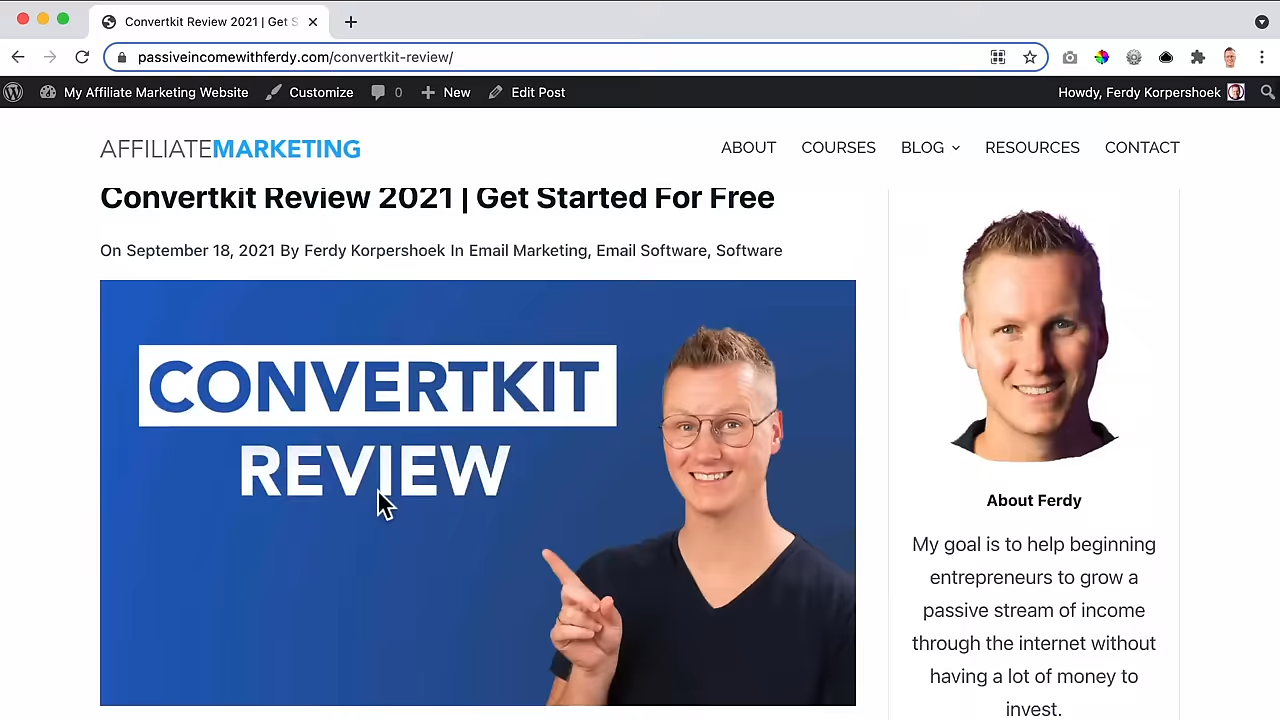 Convertkit Review 2021 | Get S
passiveincomewithferdy.com/convertkit-review/
My Affiliate Marketing Website
Customize
0
New
Edit Post
Howdy, Ferdy Korpershoek
AFFILIATEMARKETING
ABOUT
COURSES
BLOG
RESOURCES
CONTACT
Convertkit Review 2021 | Get Started For Free
On September 18, 2021 By Ferdy Korpershoek In Email Marketing, Email Software, Software
CONVERTKIT
REVIEW
About Ferdy
My goal is to help beginning
entrepreneurs to grow a
passive stream of income
through the internet without
having a lot of money to
invest.